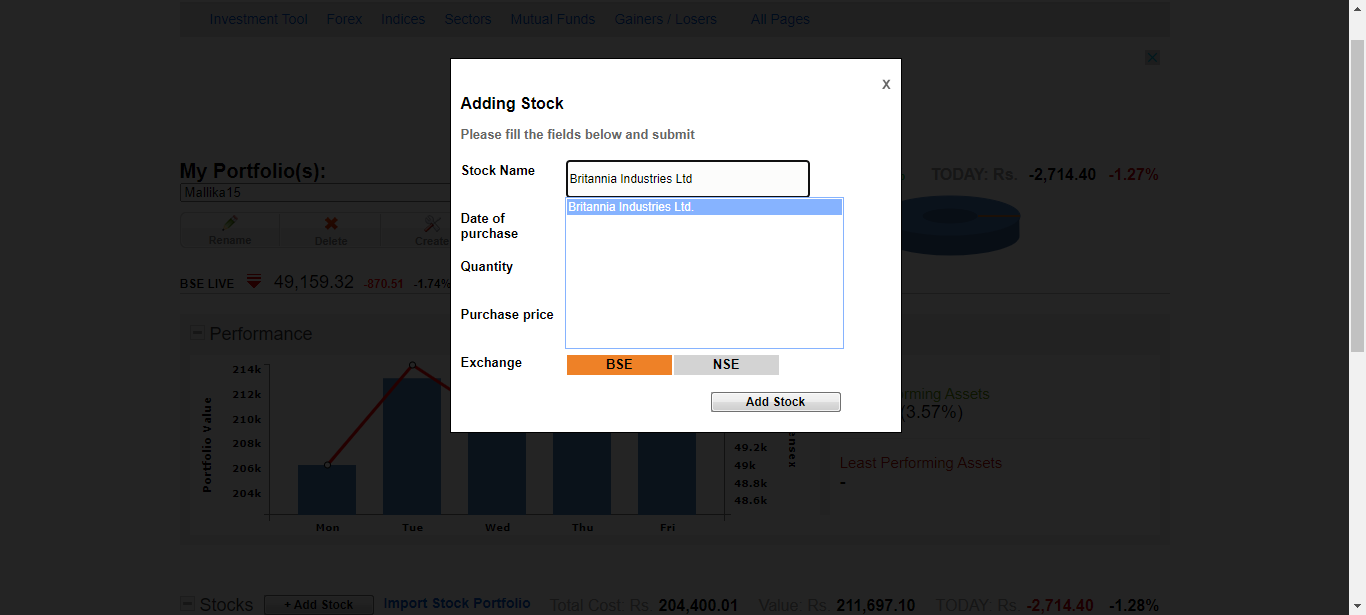 Investment Tool Forex Indices Sectors Mutual Funds Gainers / Losers All Pages
X
Adding Stock
Please fill the fields below and submit
My Portfolio(s):
Stock Name Britannia Industries Ltd
TODAY: Rs. -2,714.40 -1.27%
Mallika15
Britannia Industries Ltd.
Date of
purchase
Rename Delete Create
Quantity
BSE LIVE 49,159.32 -870.51 -1.74%
Purchase price
Performance
Exchange BSE NSE
Add Stock
214k
212k
210k
208k
206k
204k
Portfolio Value
Mon Tue Wed Thu Fri
49.2k
49k
48.8k
48.6k
ensex
rming Assets
(3.57%)
Least Performing Assets
-
Stocks + Add Stock Import Stock Portfolio Total Cost: Rs. 204,400.01 Value: Rs. 211,697.10 TODAY: Rs. -2,714.40 -1.28%